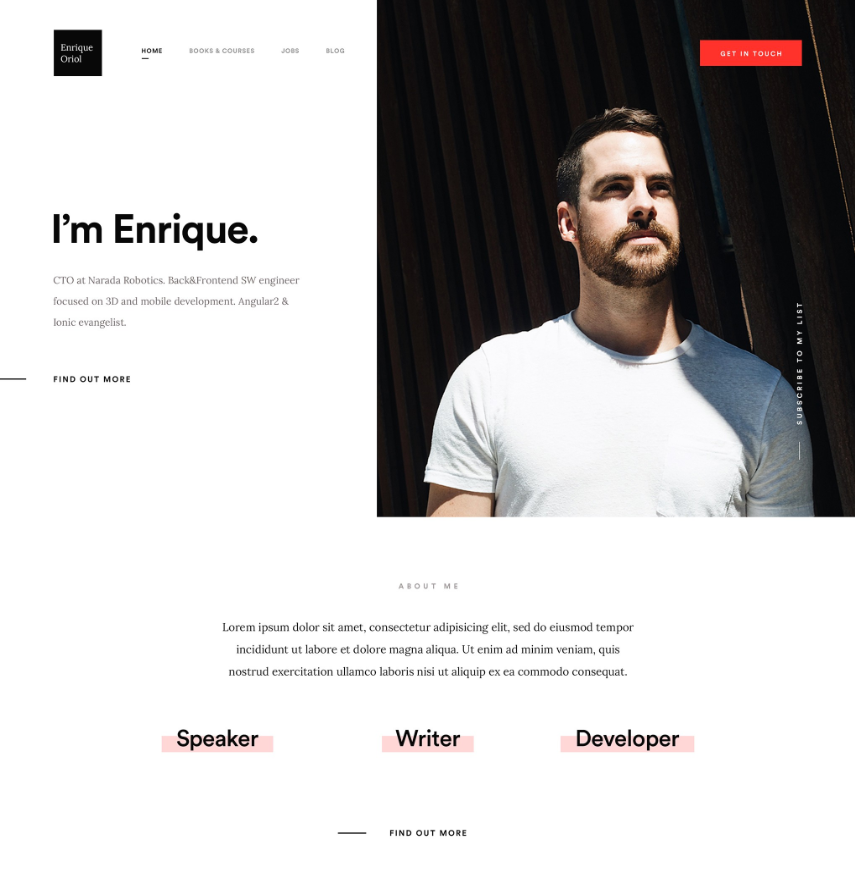 Enrique
Oriol
HOME
BOOKS & COURSES
JOBS
BLOG
GET IN TOUCH
I’m Enrique.
CTO at Narada Robotics. Back&Frontend SW engineer
focused on 3D and mobile development. Angular2 &
Ionic evangelist.
FIND OUT MORE
SUBSCRIBE TO MY LIST
ABOUT ME
Lorem ipsum dolor sit amet, consectetur adipisicing elit, sed do eiusmod tempor
incididunt ut labore et dolore magna aliqua. Ut enim ad minim veniam, quis
nostrud exercitation ullamco laboris nisi ut aliquip ex ea commodo consequat.
Speaker
Writer
Developer
FIND OUT MORE